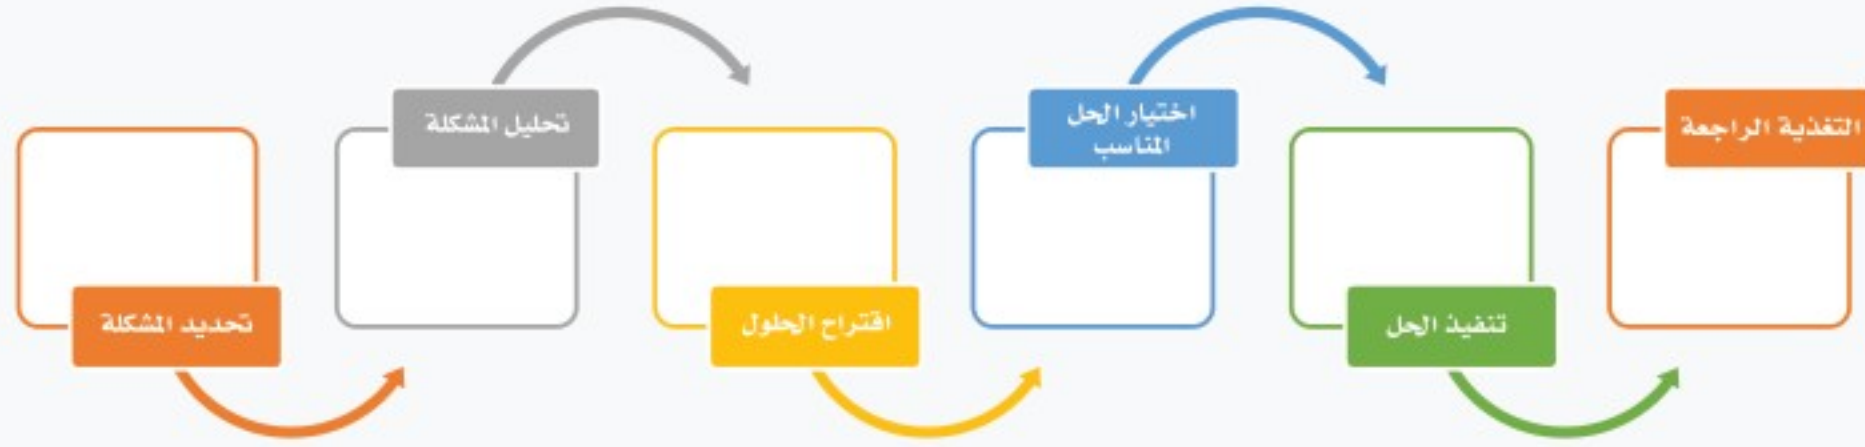 تحديد المشكلة
تحليل المشكلة
اقتراح الحلول
اختيار الحل
المناسب
تنفيذ الحل
التغذية الراجعة